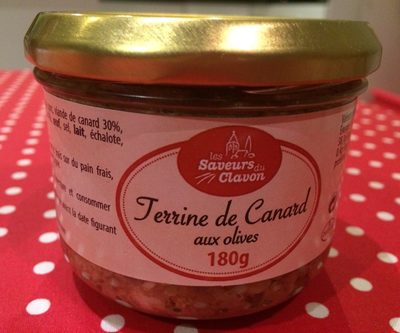 viande de canard 30%,
œuf, sel, lait, échalote,
sur du pain frais,
et consommer
la date figurant
les
Saveurs du
Clavon
Terrine de Canard
aux olives
180g